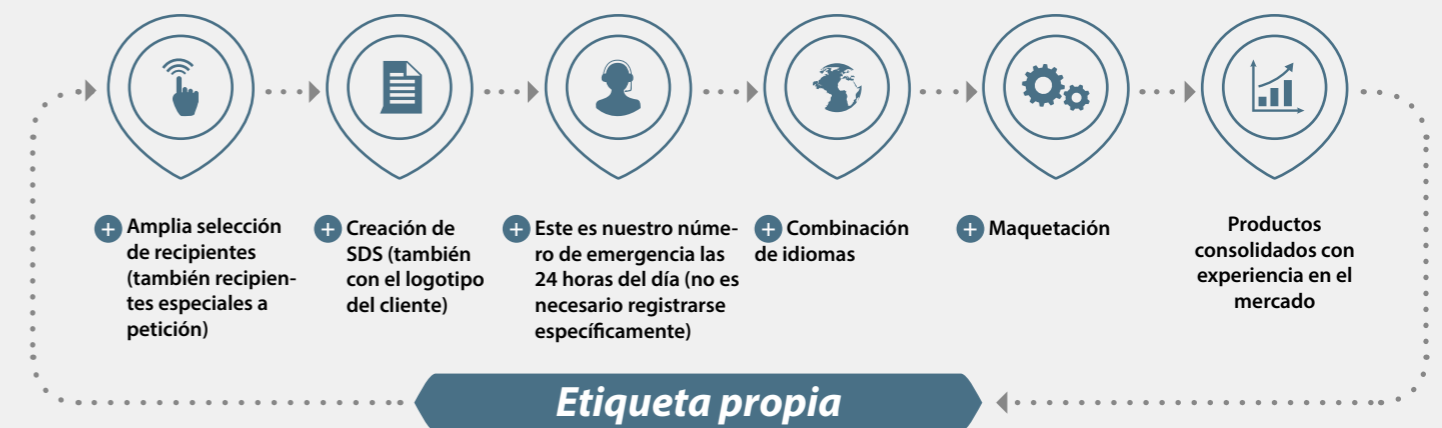 + Amplia selección
de recipientes
(también recipien-
tes especiales a
petición)
+ Creación de
SDS (también
con el logotipo
del cliente)
+ Este es nuestro núme-
ro de emergencia las
24 horas del día (no es
necesario registrarse
específicamente)
+ Combinación
de idiomas
+ Maquetación
Productos
consolidados con
experiencia en el
mercado
Etiqueta propia